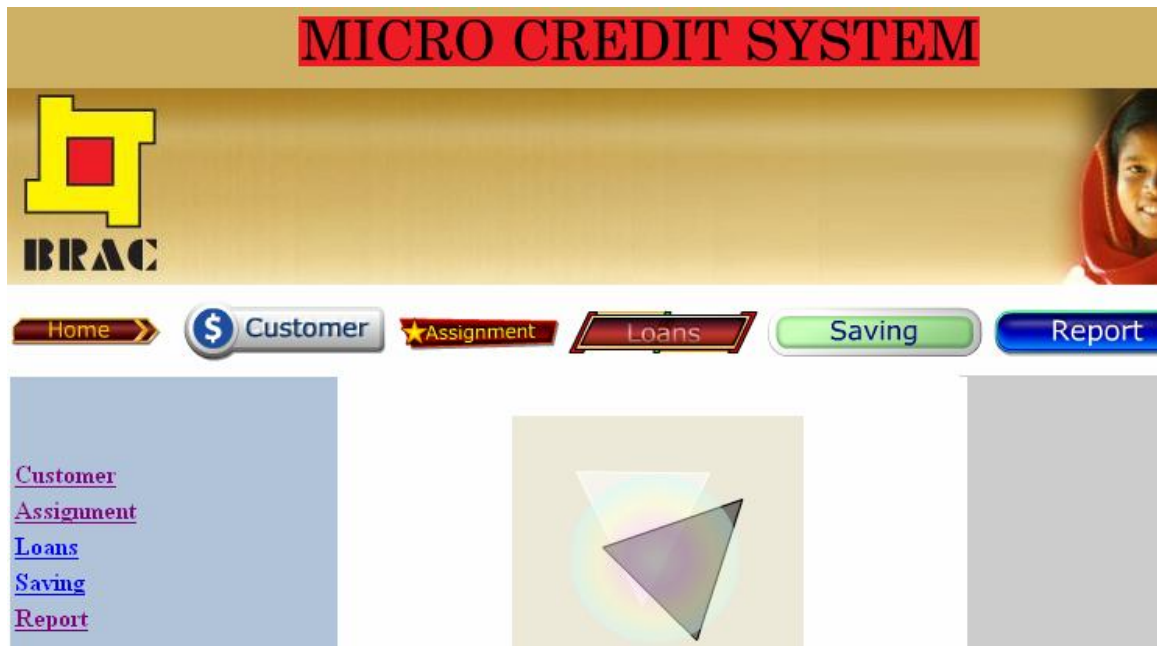 MICRO CREDIT SYSTEM
BRAC
Home $ Customer Assignment Loans Saving Report
Customer
Assignment
Loans
Saving
Report